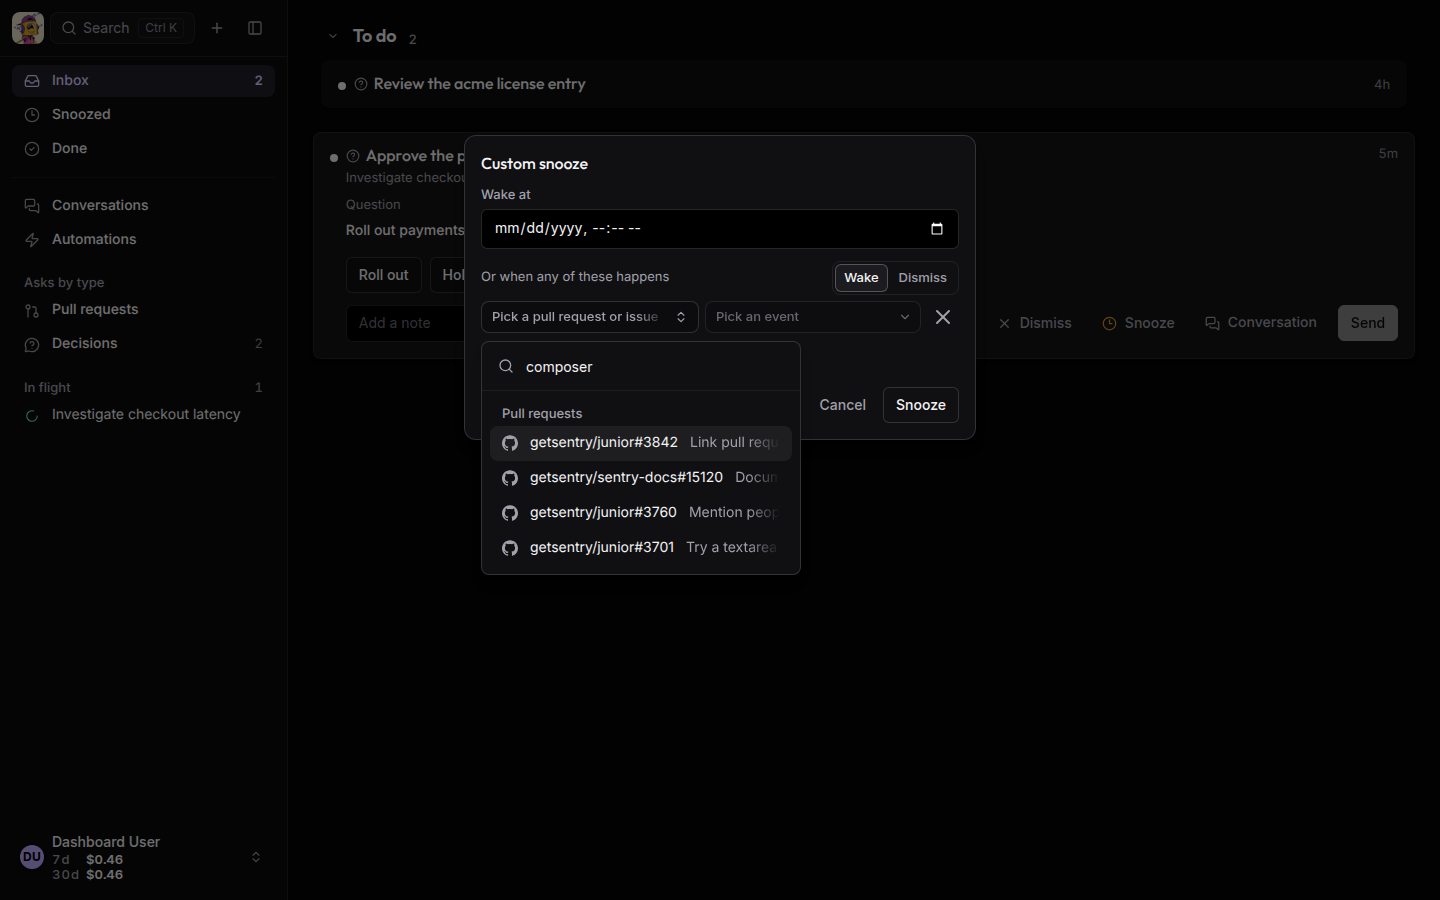 Search Ctrl K
Inbox 2
Snoozed
Done
Conversations
Automations
Asks by type
Pull requests
Decisions 2
In flight 1
Investigate checkout latency
Dashboard User
DU
7d $0.46
30d $0.46
To do 2
Review the acme license entry 4h
Approve the p 5m
Investigate checkou
Question
Roll out payments
Roll out Hol
Add a note
Dismiss Snooze Conversation Send
Custom snooze
Wake at
mm/dd/yyyy, --:-- --
Or when any of these happens Wake Dismiss
Pick a pull request or issue Pick an event
composer
Pull requests
getsentry/junior#3842 Link pull requ
getsentry/sentry-docs#15120 Docum
getsentry/junior#3760 Mention peop
getsentry/junior#3701 Try a textarea
Cancel Snooze